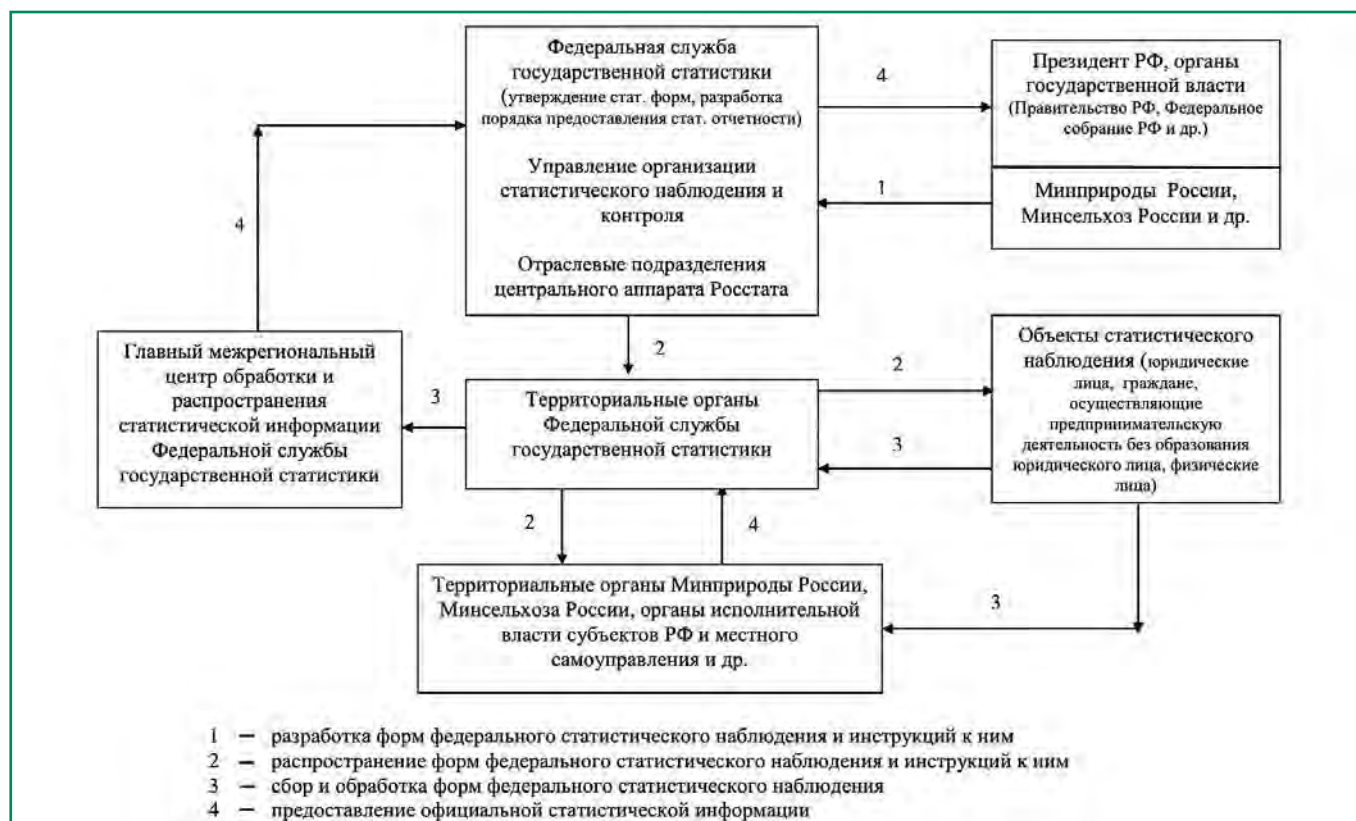 Федеральная служба
государственной статистики
(утверждение стат. форм, разработка
порядка предоставления стат. отчетности)
Управление организации
статистического наблюдения и
контроля
Отраслевые подразделения
центрального аппарата Росстата
4
Президент РФ, органы
государственной власти
(Правительство РФ, Федеральное
собрание РФ и др.)
1
Минприроды России,
Минсельхоз России и др.
4
Главный межрегиональный
центр обработки и
распространения
статистической информации
Федеральной службы
государственной статистики
3
2
Территориальные органы
Федеральной службы
государственной статистики
2
3
Объекты статистического
наблюдения (юридические
лица, граждане,
осуществляющие
предпринимательскую
деятельность без образования
юридического лица, физические
лица)
2
4
3
Территориальные органы Минприроды России,
Минсельхоза России, органы исполнительной
власти субъектов РФ и местного
самоуправления и др.
1 – разработка форм федерального статистического наблюдения и инструкций к ним
2 – распространение форм федерального статистического наблюдения и инструкций к ним
3 – сбор и обработка форм федерального статистического наблюдения
4 – предоставление официальной статистической информации